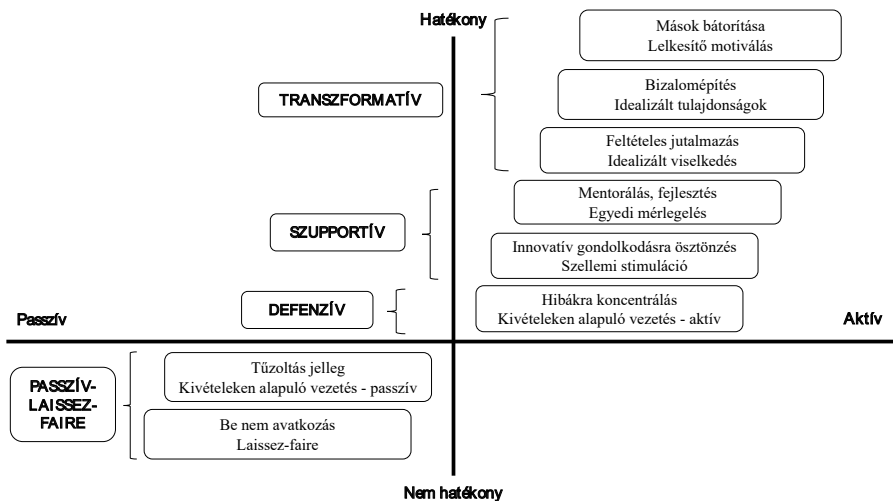 Hatékony
Mások bátorítása
Lelkesítő motiválás
TRANSZFORMATÍV
Bizalomépítés
Idealizált tulajdonságok
Feltételes jutalmazás
Idealizált viselkedés
SZUPPORTÍV
Mentorálás, fejlesztés
Egyedi mérlegelés
Innovatív gondolkodásra ösztönzés
Szellemi stimuláció
DEFENZÍV
Hibákra koncentrálás
Kivételeken alapuló vezetés - aktív
Passzív
Aktív
PASSZÍV-
LAISSEZ-
FAIRE
Tűzoltás jelleg
Kivételeken alapuló vezetés - passzív
Be nem avatkozás
Laissez-faire
Nem hatékony